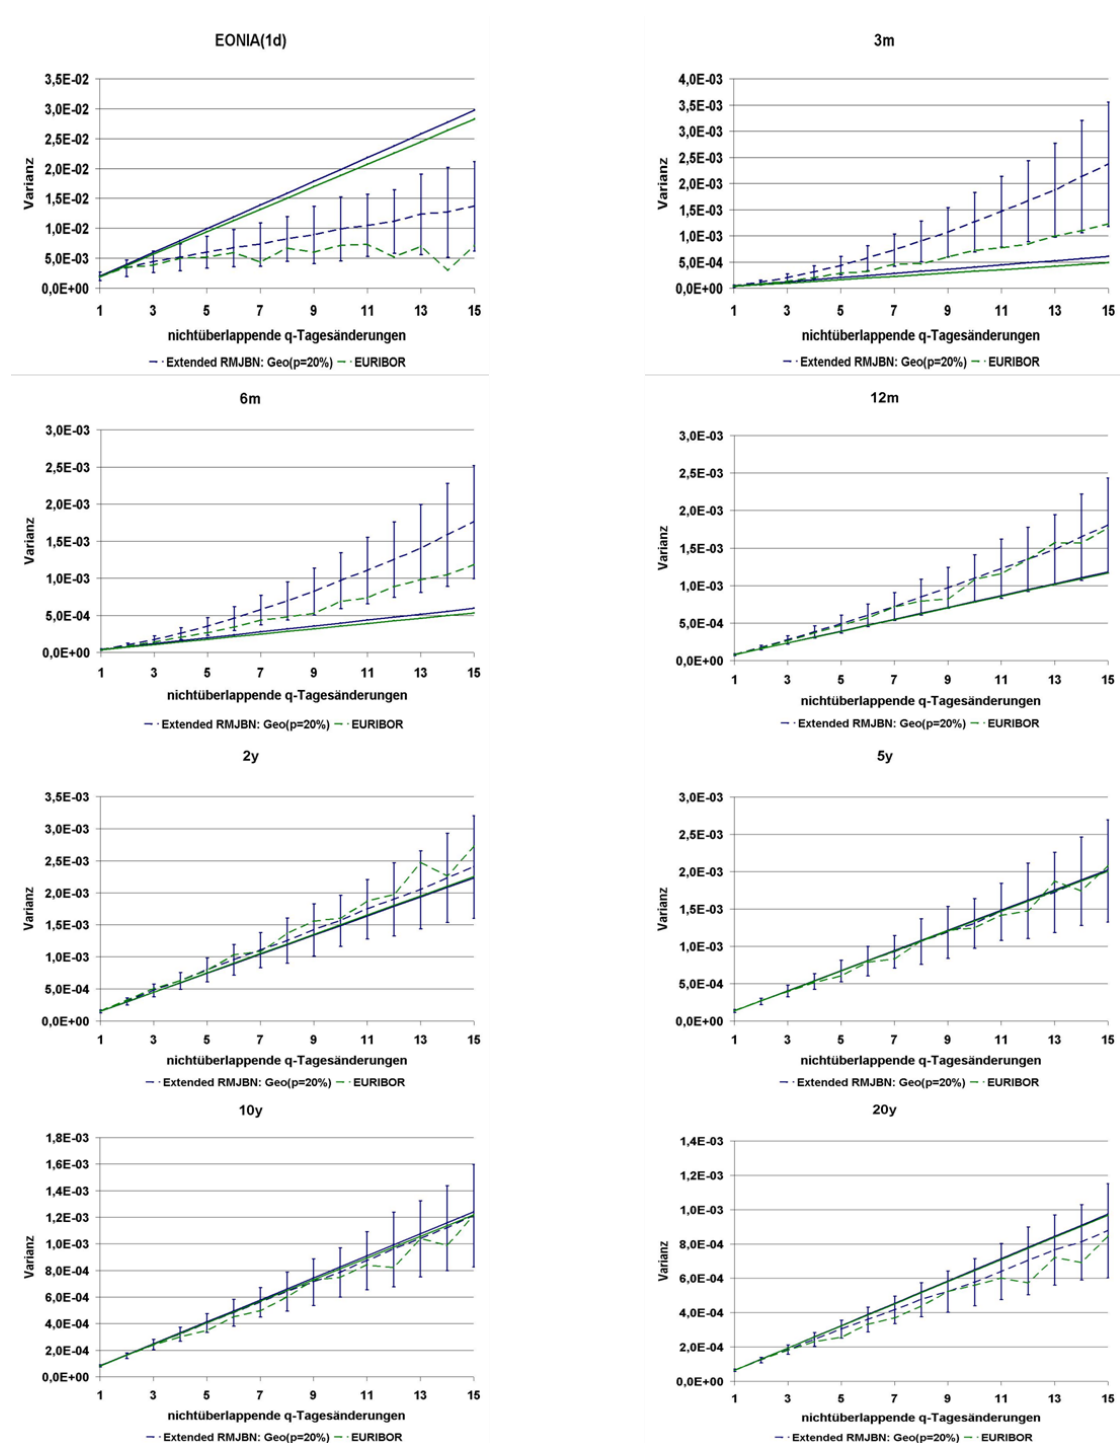 EONIA(1d)
3,5E-02
3,0E-02
2,5E-02
2,0E-02
1,5E-02
1,0E-02
5,0E-03
0,0E+00
Varianz
1 3 5 7 9 11 13 15
nichtüberlappende q-Tagesänderungen
Extended RMJBN: Geo(p=20%) EURIBOR
3m
4,0E-03
3,5E-03
3,0E-03
2,5E-03
2,0E-03
1,5E-03
1,0E-03
5,0E-04
0,0E+00
Varianz
1 3 5 7 9 11 13 15
nichtüberlappende q-Tagesänderungen
Extended RMJBN: Geo(p=20%) EURIBOR
6m
3,0E-03
2,5E-03
2,0E-03
1,5E-03
1,0E-03
5,0E-04
0,0E+00
Varianz
1 3 5 7 9 11 13 15
nichtüberlappende q-Tagesänderungen
Extended RMJBN: Geo(p=20%) EURIBOR
12m
3,0E-03
2,5E-03
2,0E-03
1,5E-03
1,0E-03
5,0E-04
0,0E+00
Varianz
1 3 5 7 9 11 13 15
nichtüberlappende q-Tagesänderungen
Extended RMJBN: Geo(p=20%) EURIBOR
2y
3,5E-03
3,0E-03
2,5E-03
2,0E-03
1,5E-03
1,0E-03
5,0E-04
0,0E+00
Varianz
1 3 5 7 9 11 13 15
nichtüberlappende q-Tagesänderungen
Extended RMJBN: Geo(p=20%) EURIBOR
5y
3,0E-03
2,5E-03
2,0E-03
1,5E-03
1,0E-03
5,0E-04
0,0E+00
Varianz
1 3 5 7 9 11 13 15
nichtüberlappende q-Tagesänderungen
Extended RMJBN: Geo(p=20%) EURIBOR
10y
1,8E-03
1,6E-03
1,4E-03
1,2E-03
1,0E-03
8,0E-04
6,0E-04
4,0E-04
2,0E-04
0,0E+00
Varianz
1 3 5 7 9 11 13 15
nichtüberlappende q-Tagesänderungen
Extended RMJBN: Geo(p=20%) EURIBOR
20y
1,4E-03
1,2E-03
1,0E-03
8,0E-04
6,0E-04
4,0E-04
2,0E-04
0,0E+00
Varianz
1 3 5 7 9 11 13 15
nichtüberlappende q-Tagesänderungen
Extended RMJBN: Geo(p=20%) EURIBOR